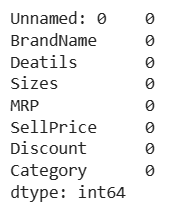 Unnamed: 0    0
BrandName     0
Deatils       0
Sizes         0
MRP           0
SellPrice     0
Discount      0
Category      0
dtype: int64